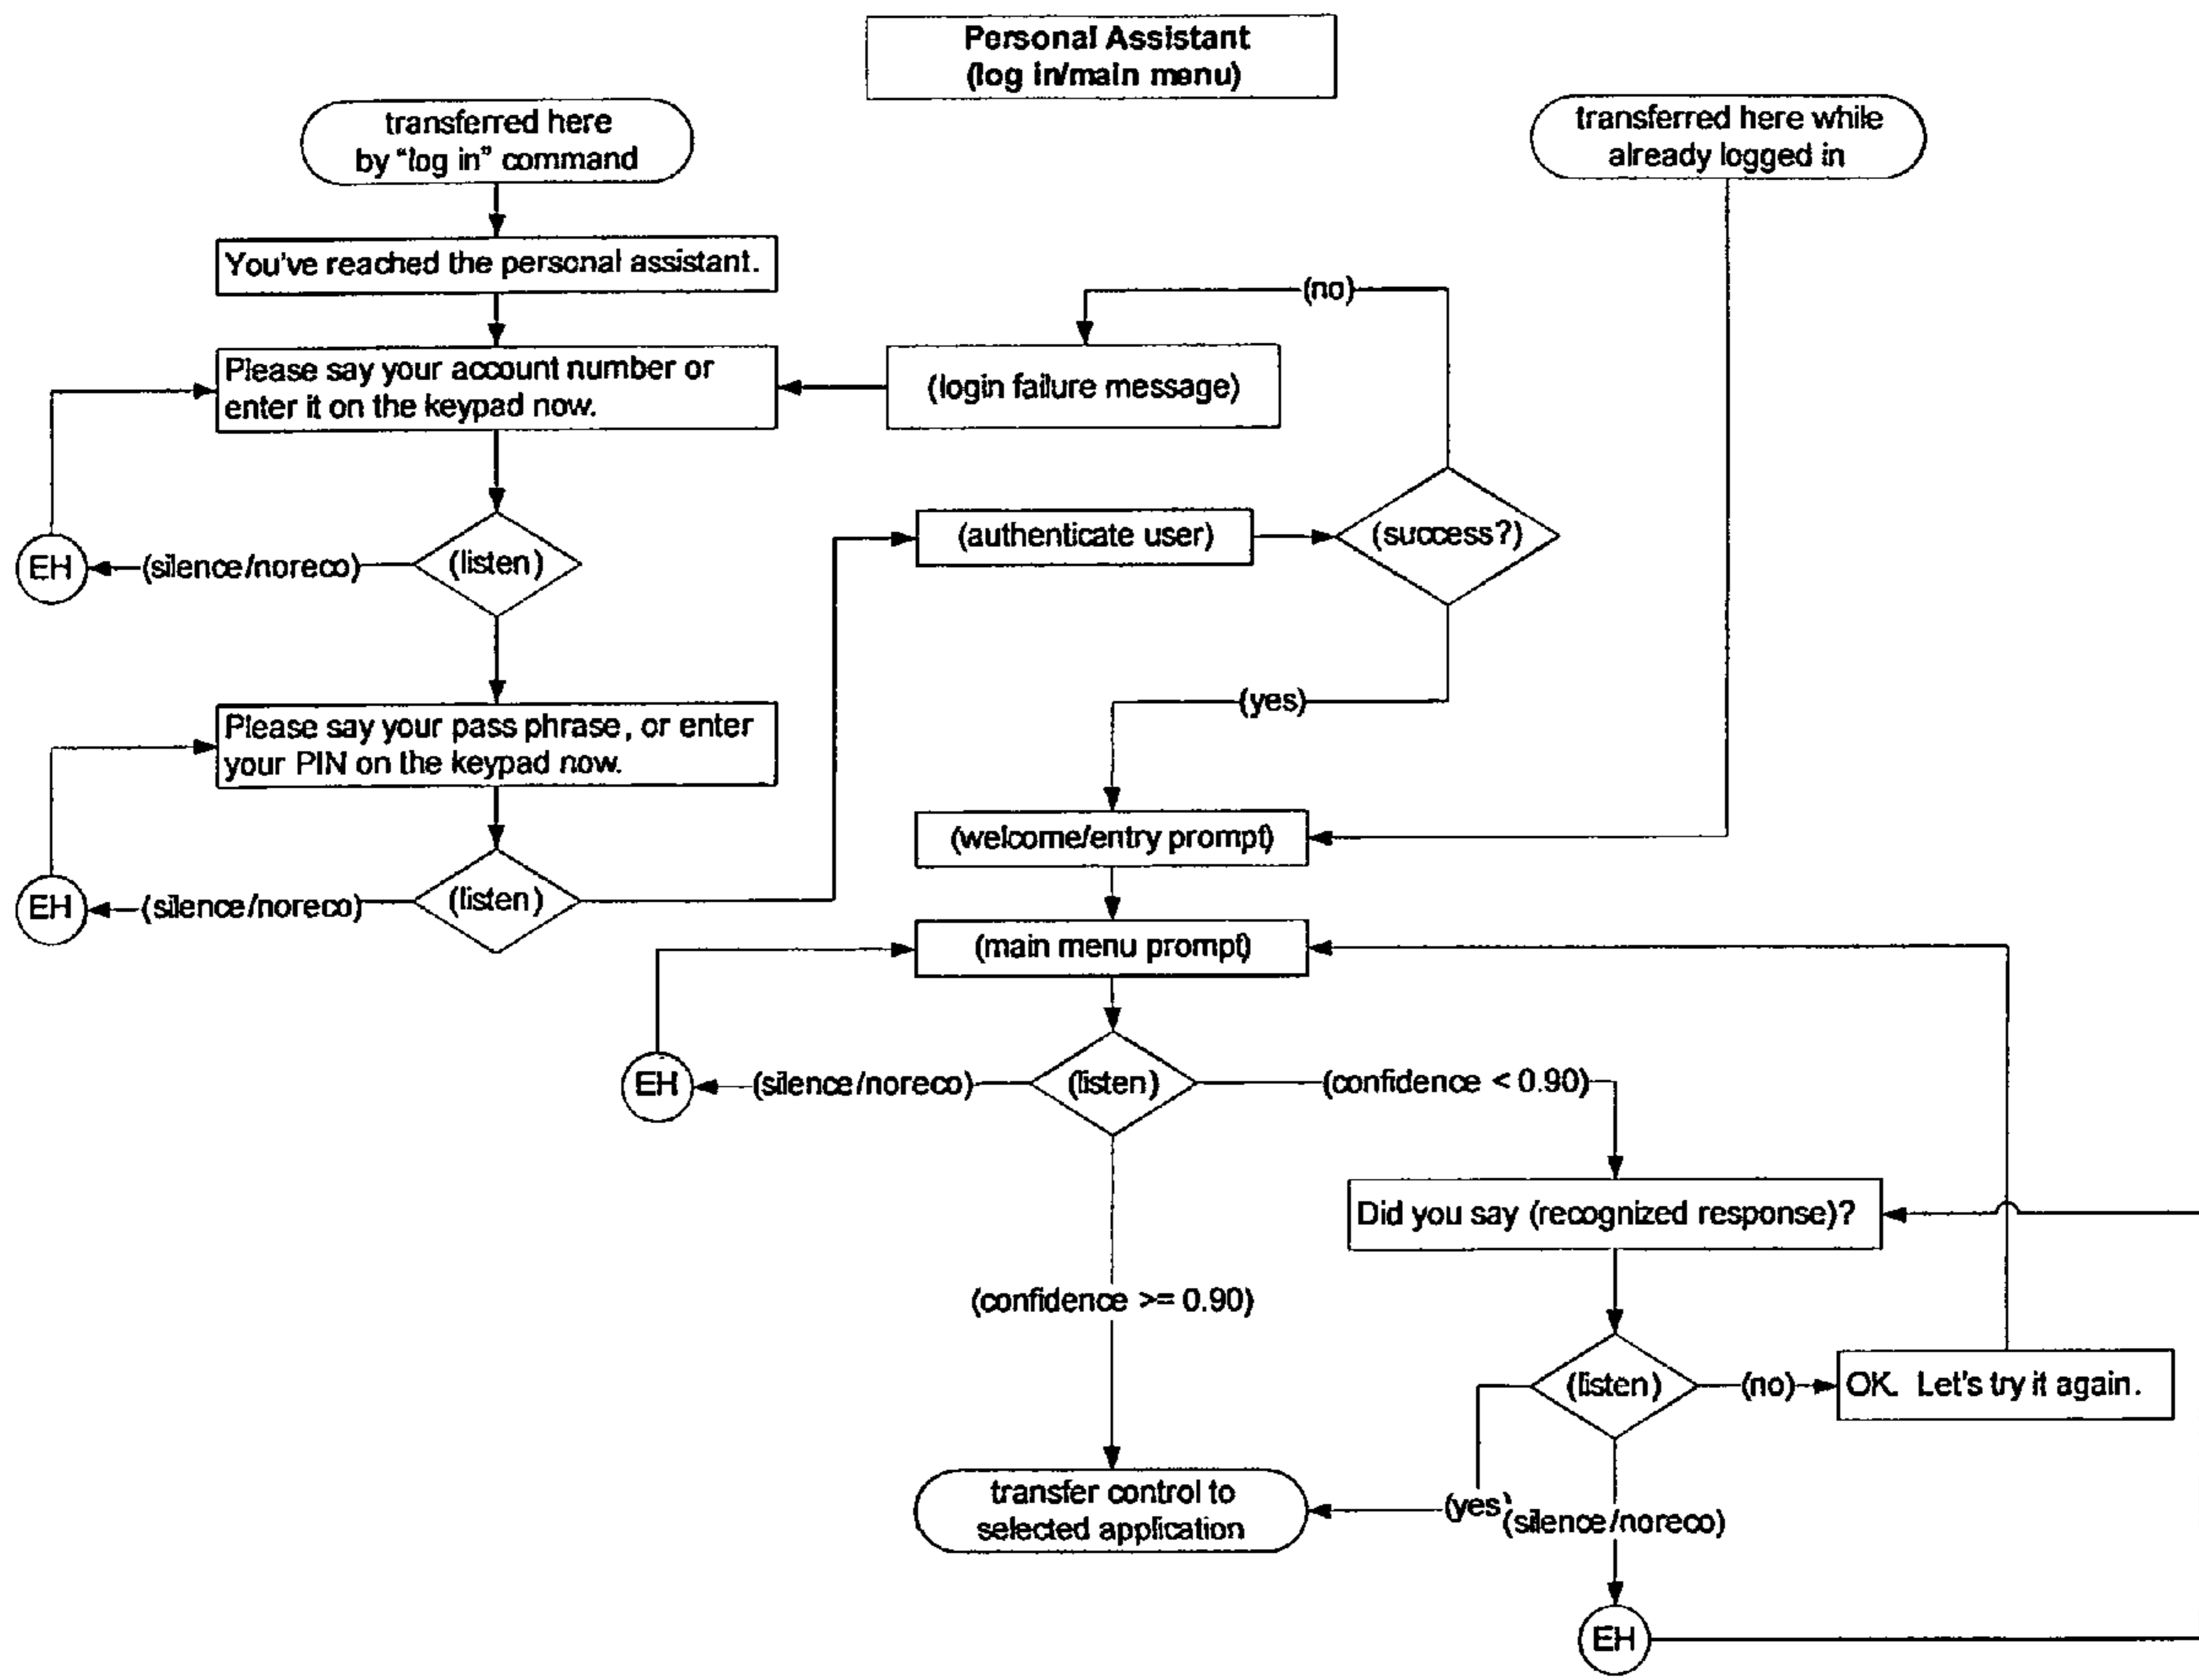 Personal Assistant
(log in/main menu)
transferred here
by "log in" command
transferred here while
already logged in
You've reached the personal assistant.
(no)
Please say your account number or
enter it on the keypad now.
(login failure message)
(authenticate user)
(success?)
EH
(silence/noreco)
(listen)
(yes)
Please say your pass phrase, or enter
your PIN on the keypad now.
(welcome/entry prompt)
EH
(silence/noreco)
(listen)
(main menu prompt)
EH
(silence/noreco)
(listen)
(confidence < 0.90)
Did you say (recognized response)?
(confidence >= 0.90)
(listen)
(no)
OK. Let's try it again.
transfer control to
selected application
(yes)
(silence/noreco)
EH